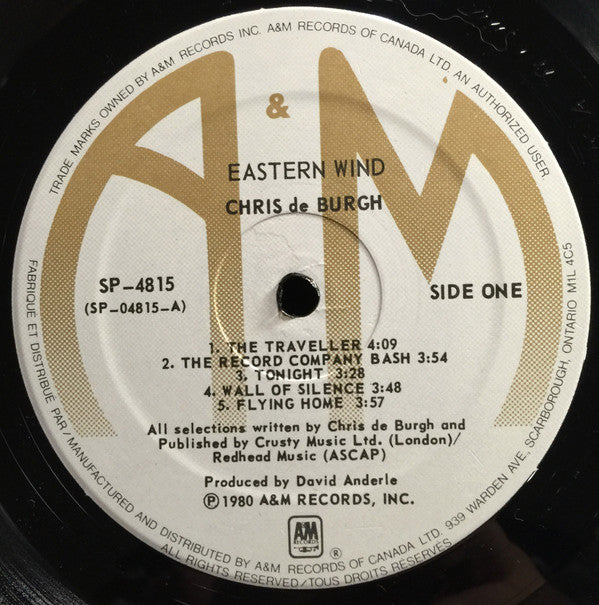 TRADE MARKS OWNED BY A&M RECORDS INC. A&M RECORDS OF CANADA LTD. AN AUTHORIZED USER.
A & M
EASTERN WIND
CHRIS de BURGH
SP-4815
(SP-04815-A)
SIDE ONE
1. THE TRAVELLER 4:09
2. THE RECORD COMPANY BASH 3:54
3. TONIGHT 3:28
4. WALL OF SILENCE 3:48
5. FLYING HOME 3:57
All selections written by Chris de Burgh and
Published by Crusty Music Ltd. (London)/
Redhead Music (ASCAP)
Produced by David Anderle
Ⓟ1980 A&M RECORDS, INC.
A&M
RECORDS
®
FABRIQUE ET DISTRIBUÉ PAR/MANUFACTURED AND DISTRIBUTED BY A&M RECORDS OF CANADA LTD. 939 WARDEN AVE, SCARBOROUGH, ONTARIO M1L 4C5
ALL RIGHTS RESERVED/TOUS DROITS RESERVES